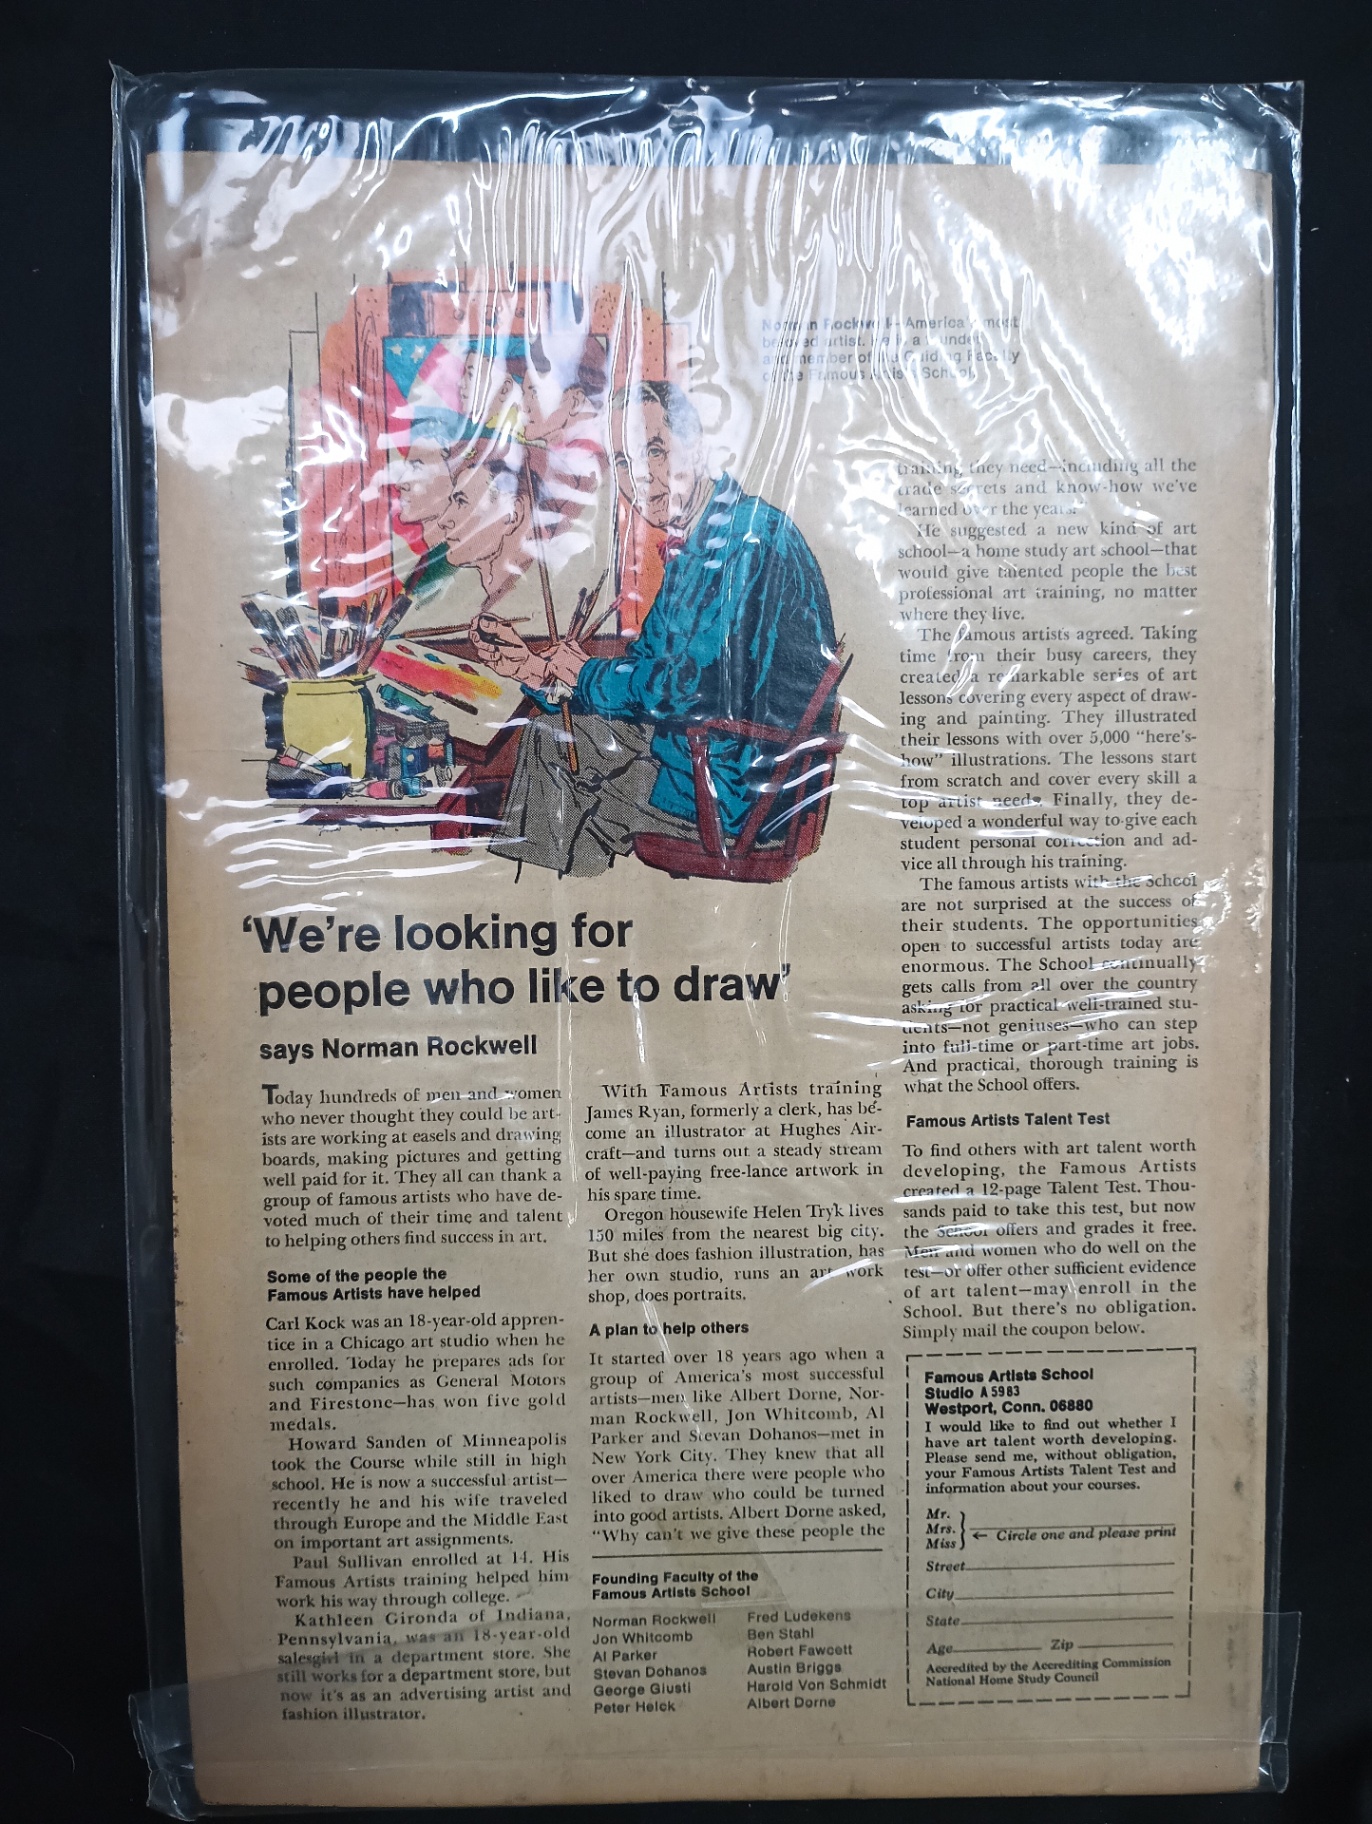 Norman Rockwell—America's most
beloved artist. He is a founder
and member of the Guiding Faculty
of the Famous Artists School.
'We're looking for
people who like to draw'
says Norman Rockwell
Today hundreds of men and women
who never thought they could be art-
ists are working at easels and drawing
boards, making pictures and getting
well paid for it. They all can thank a
group of famous artists who have de-
voted much of their time and talent
to helping others find success in art.
Some of the people the
Famous Artists have helped
Carl Kock was an 18-year-old appren-
tice in a Chicago art studio when he
enrolled. Today he prepares ads for
such companies as General Motors
and Firestone—has won five gold
medals.
Howard Sanden of Minneapolis
took the Course while still in high
school. He is now a successful artist—
recently he and his wife traveled
through Europe and the Middle East
on important art assignments.
Paul Sullivan enrolled at 14. His
Famous Artists training helped him
work his way through college.
Kathleen Gironda of Indiana,
Pennsylvania, was an 18-year-old
salesgirl in a department store. She
still works for a department store, but
now it's as an advertising artist and
fashion illustrator.
With Famous Artists training
James Ryan, formerly a clerk, has be-
come an illustrator at Hughes Air-
craft—and turns out a steady stream
of well-paying free-lance artwork in
his spare time.
Oregon housewife Helen Tryk lives
150 miles from the nearest big city.
But she does fashion illustration, has
her own studio, runs an art work
shop, does portraits.
A plan to help others
It started over 18 years ago when a
group of America's most successful
artists—men like Albert Dorne, Nor-
man Rockwell, Jon Whitcomb, Al
Parker and Stevan Dohanos—met in
New York City. They knew that all
over America there were people who
liked to draw who could be turned
into good artists. Albert Dorne asked,
"Why can't we give these people the
Founding Faculty of the
Famous Artists School
Norman Rockwell
Jon Whitcomb
Al Parker
Stevan Dohanos
George Giusti
Peter Helck
Fred Ludekens
Ben Stahl
Robert Fawcett
Austin Briggs
Harold Von Schmidt
Albert Dorne
training they need—including all the
trade secrets and know-how we've
learned over the years?"
He suggested a new kind of art
school—a home study art school—that
would give talented people the best
professional art training, no matter
where they live.
The famous artists agreed. Taking
time from their busy careers, they
created a remarkable series of art
lessons covering every aspect of draw-
ing and painting. They illustrated
their lessons with over 5,000 "here's-
how" illustrations. The lessons start
from scratch and cover every skill a
top artist needs. Finally, they de-
veloped a wonderful way to give each
student personal correction and ad-
vice all through his training.
The famous artists with the School
are not surprised at the success of
their students. The opportunities
open to successful artists today are
enormous. The School continually
gets calls from all over the country
asking for practical well-trained stu-
dents—not geniuses—who can step
into full-time or part-time art jobs.
And practical, thorough training is
what the School offers.
Famous Artists Talent Test
To find others with art talent worth
developing, the Famous Artists
created a 12-page Talent Test. Thou-
sands paid to take this test, but now
the School offers and grades it free.
Men and women who do well on the
test—or offer other sufficient evidence
of art talent—may enroll in the
School. But there's no obligation.
Simply mail the coupon below.
Famous Artists School
Studio A5983
Westport, Conn. 06880
I would like to find out whether I
have art talent worth developing.
Please send me, without obligation,
your Famous Artists Talent Test and
information about your courses.
Mr.
Mrs.
Miss
← Circle one and please print
Street
City
State
Age Zip
Accredited by the Accrediting Commission
National Home Study Council